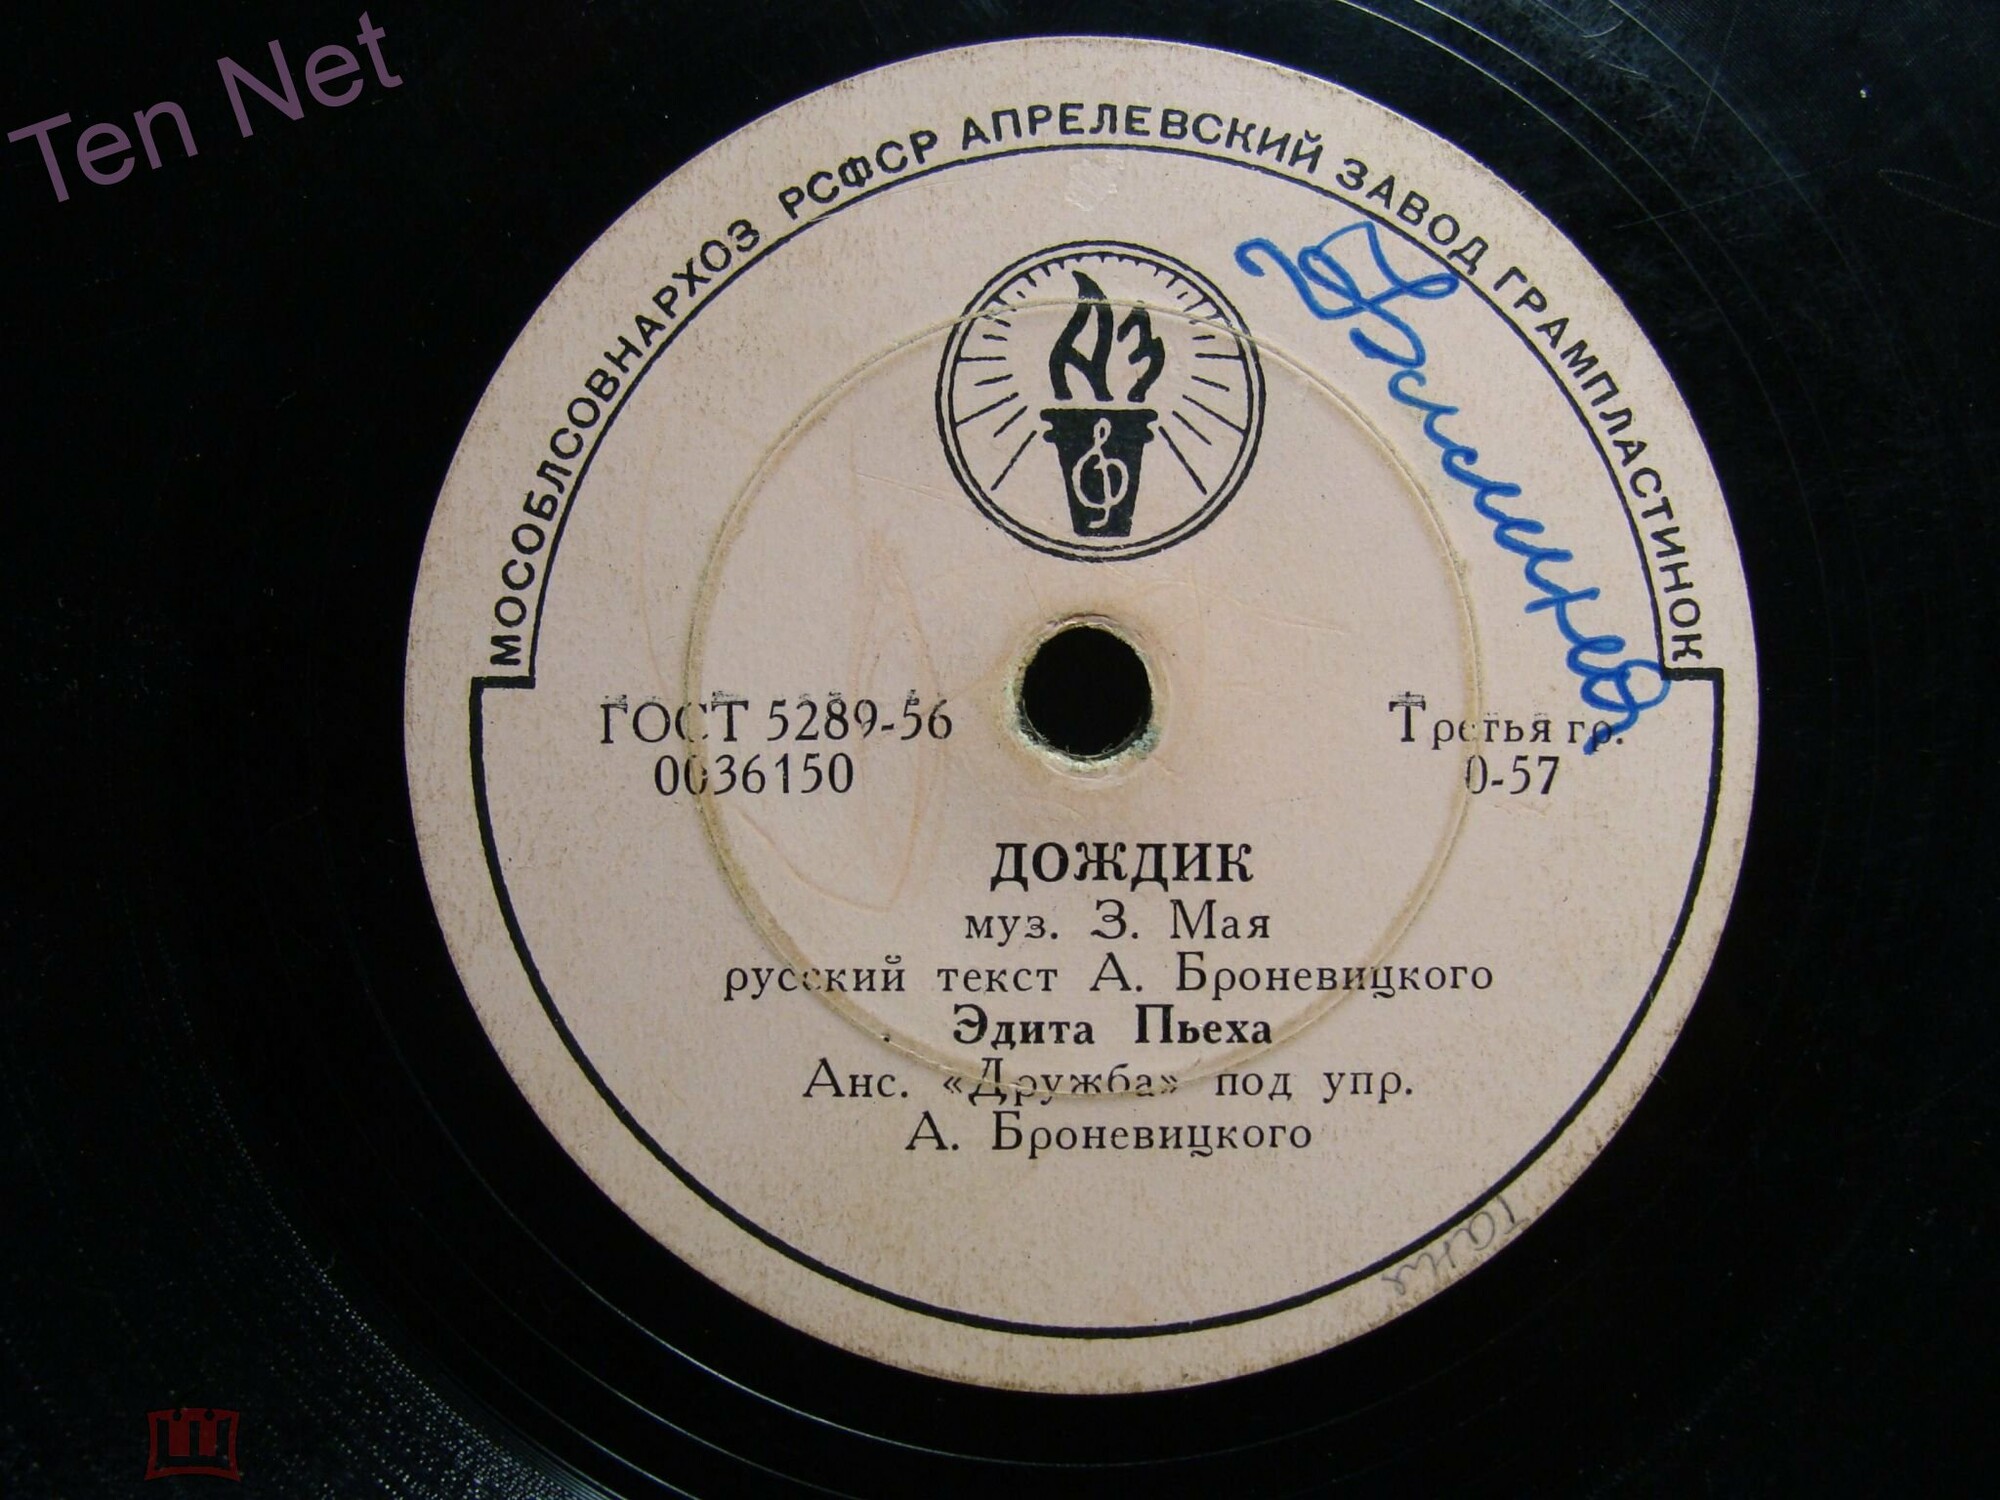 Ten Net
МОСОБЛСОВНАРХОЗ РСФСР АПРЕЛЕВСКИЙ ЗАВОД ГРАМПЛАСТИНОК
АЗ
ГОСТ 5289-56
0036150
Третья гр.
0-57
ДОЖДИК
муз. З. Мая
русский текст А. Броневицкого
Эдита Пьеха
Анс. «Дружба» под упр.
А. Броневицкого
Таня